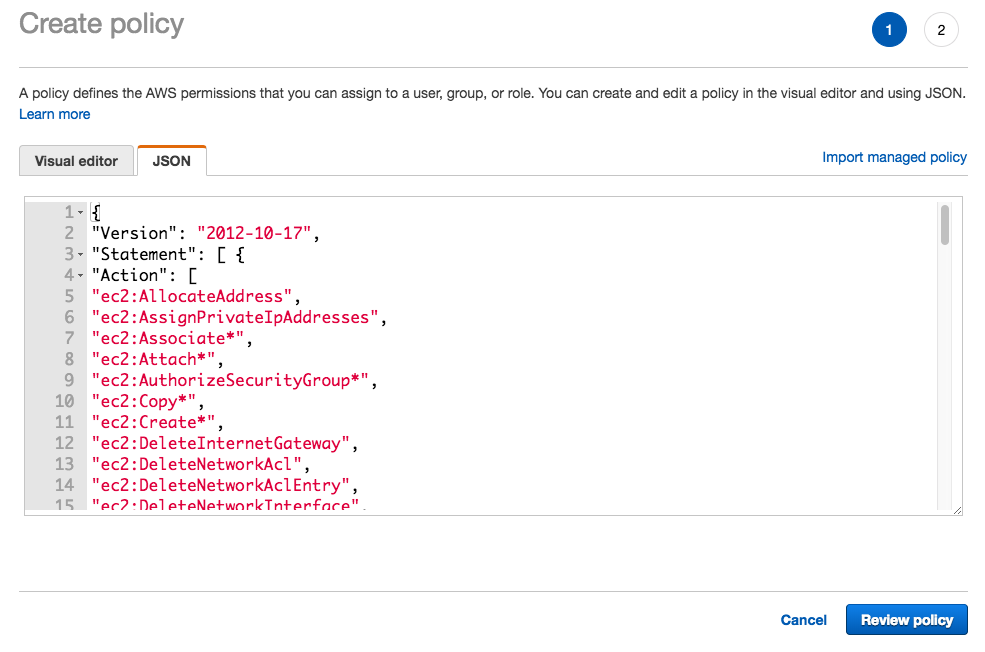 Create policy
1
2
A policy defines the AWS permissions that you can assign to a user, group, or role. You can create and edit a policy in the visual editor and using JSON.
Learn more
Visual editor
JSON
Import managed policy
1 {
2 "Version": "2012-10-17",
3 "Statement": [ {
4 "Action": [
5 "ec2:AllocateAddress",
6 "ec2:AssignPrivateIpAddresses",
7 "ec2:Associate*",
8 "ec2:Attach*",
9 "ec2:AuthorizeSecurityGroup*",
10 "ec2:Copy*",
11 "ec2:Create*",
12 "ec2:DeleteInternetGateway",
13 "ec2:DeleteNetworkAcl",
14 "ec2:DeleteNetworkAclEntry",
15 "ec2:DeleteNetworkInterface",
Cancel
Review policy